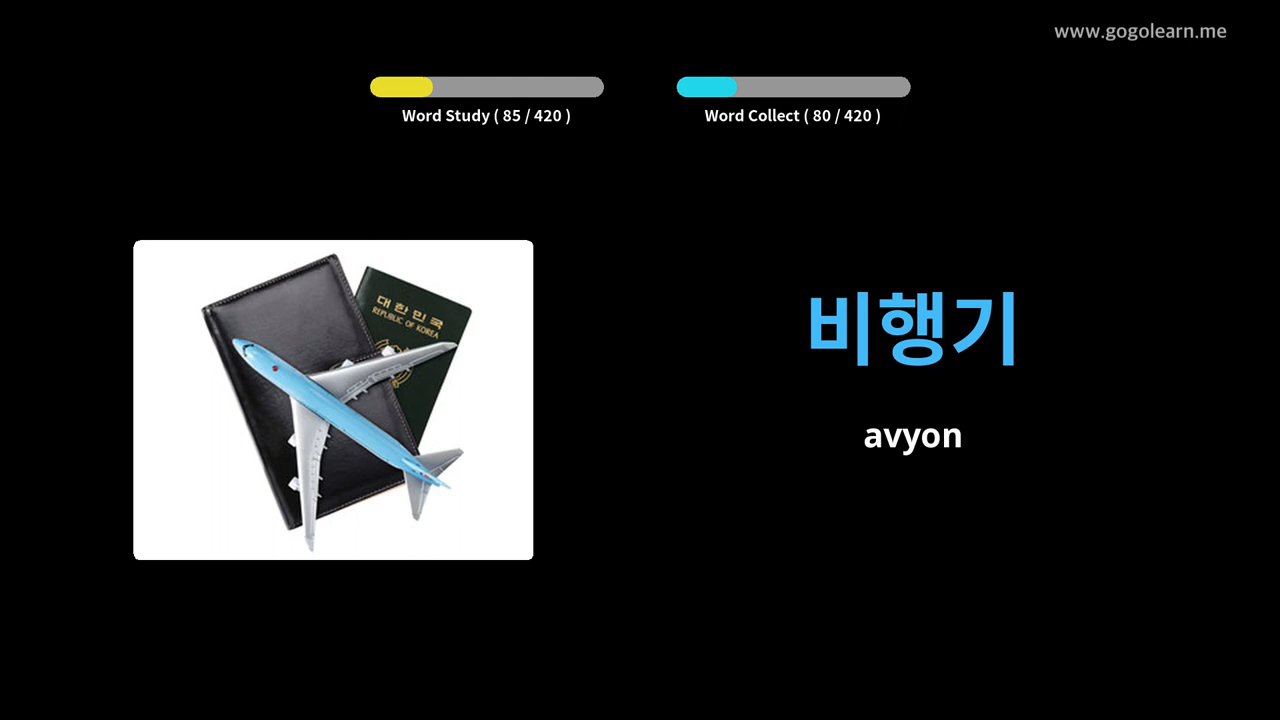 www.gogolearn.me
Word Study ( 85 / 420 )
Word Collect ( 80 / 420 )
대한민국
REPUBLIC OF KOREA
비행기
avyon